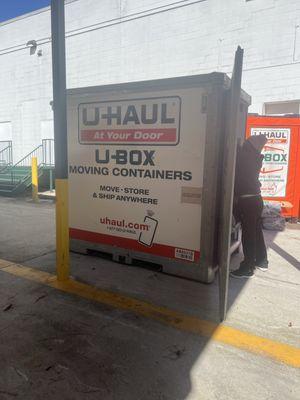 U-HAUL
At Your Door
U-BOX
MOVING CONTAINERS
MOVE • STORE
& SHIP ANYWHERE
uhaul.com
U-HAUL
U-BOX